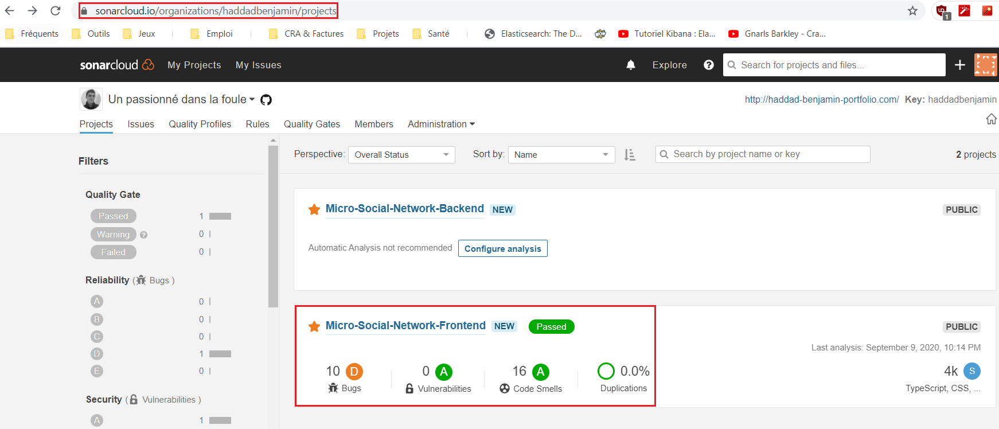 sonarcloud.io/organizations/haddadbenjamin/projects
1
Fréquents Outils Jeux Emploi CRA & Factures Projets Santé Elasticsearch: The D... WOW Tutoriel Kibana : Ela... Gnarls Barkley - Cra...
sonarcloud My Projects My Issues Explore ? Search for projects and files... +
Un passionné dans la foule http://haddad-benjamin-portfolio.com/ Key: haddadbenjamin
Projects Issues Quality Profiles Rules Quality Gates Members Administration
Filters
Perspective: Overall Status Sort by: Name Search by project name or key 2 projects
Quality Gate
Passed 1
Warning ? 0
Failed 0
Reliability ( Bugs )
A 0
B 0
C 0
D 1
E 0
Security ( Vulnerabilities )
A 1
Micro-Social-Network-Backend NEW PUBLIC
Automatic Analysis not recommended Configure analysis
Micro-Social-Network-Frontend NEW Passed PUBLIC
Last analysis: September 9, 2020, 10:14 PM
10 D 0 A 16 A 0.0% 4k S
Bugs Vulnerabilities Code Smells Duplications TypeScript, CSS, ...